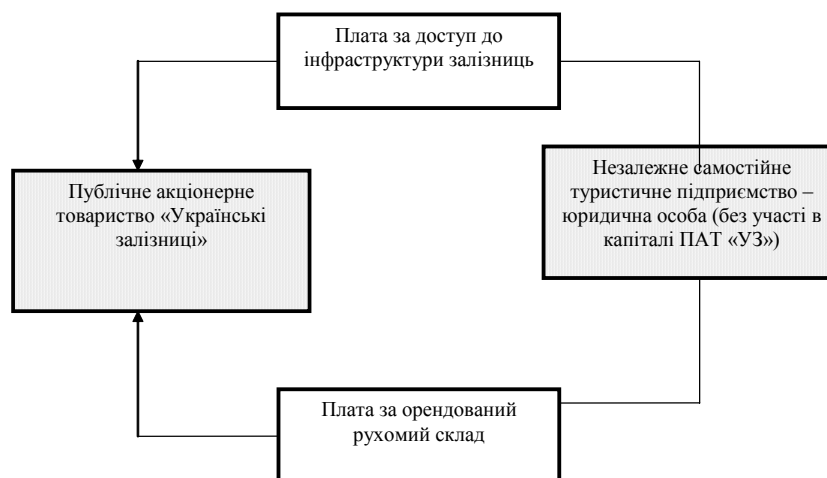 Плата за доступ до
інфраструктури залізниць
Публічне акціонерне
товариство «Українські
залізниці»
Незалежне самостійне
туристичне підприємство –
юридична особа (без участі в
капіталі ПАТ «УЗ»)
Плата за орендований
рухомий склад